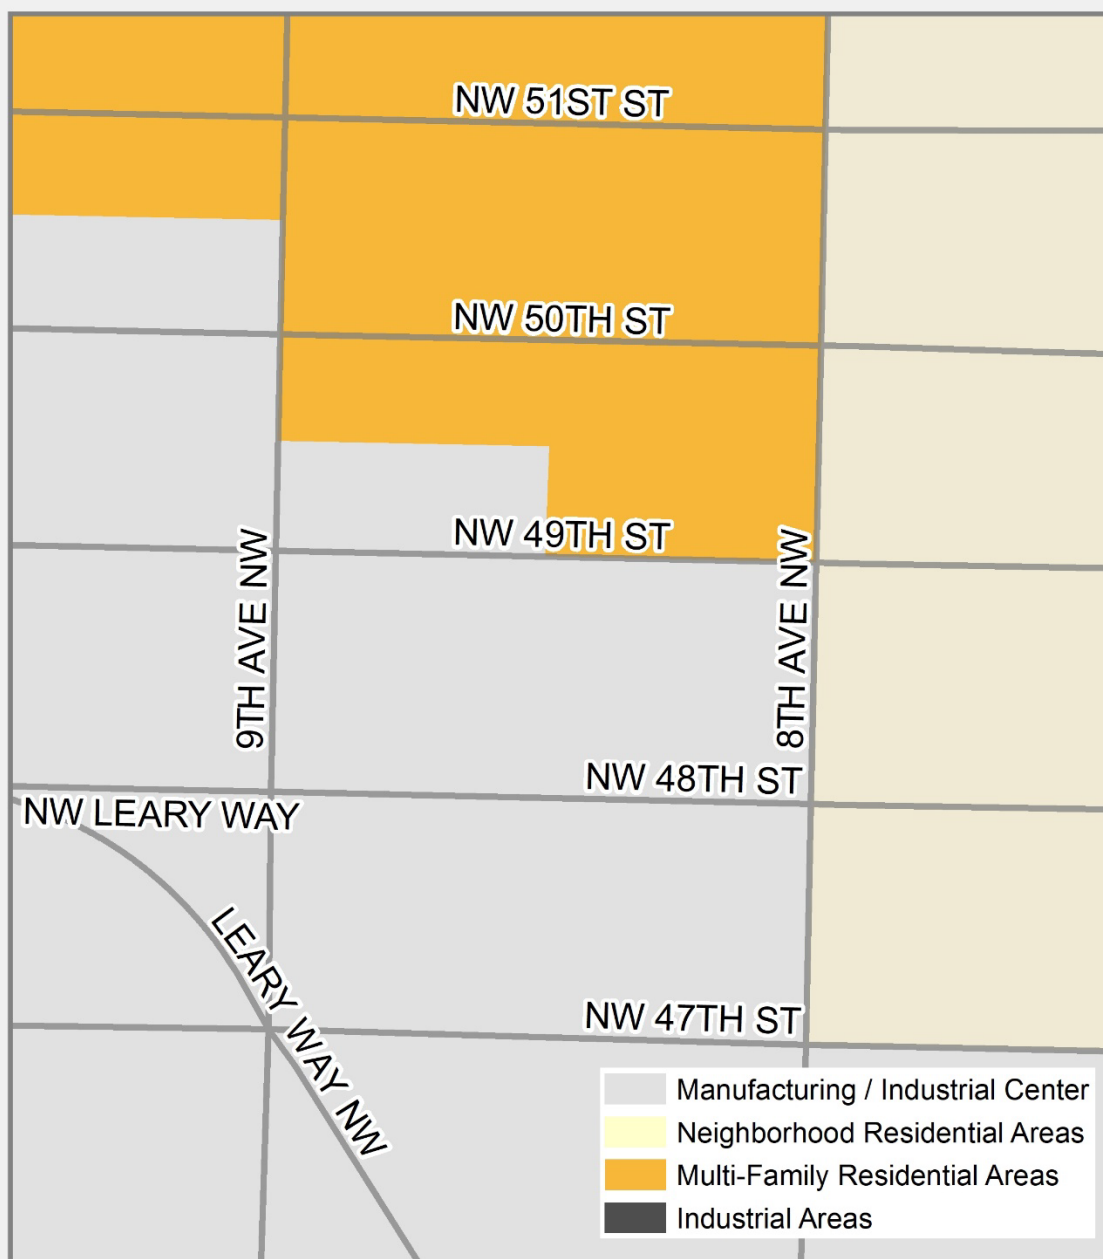 NW 51ST ST
NW 50TH ST
NW 49TH ST
9TH AVE NW
8TH AVE NW
NW 48TH ST
NW LEARY WAY
LEARY WAY NW
NW 47TH ST
Manufacturing / Industrial Center
Neighborhood Residential Areas
Multi-Family Residential Areas
Industrial Areas